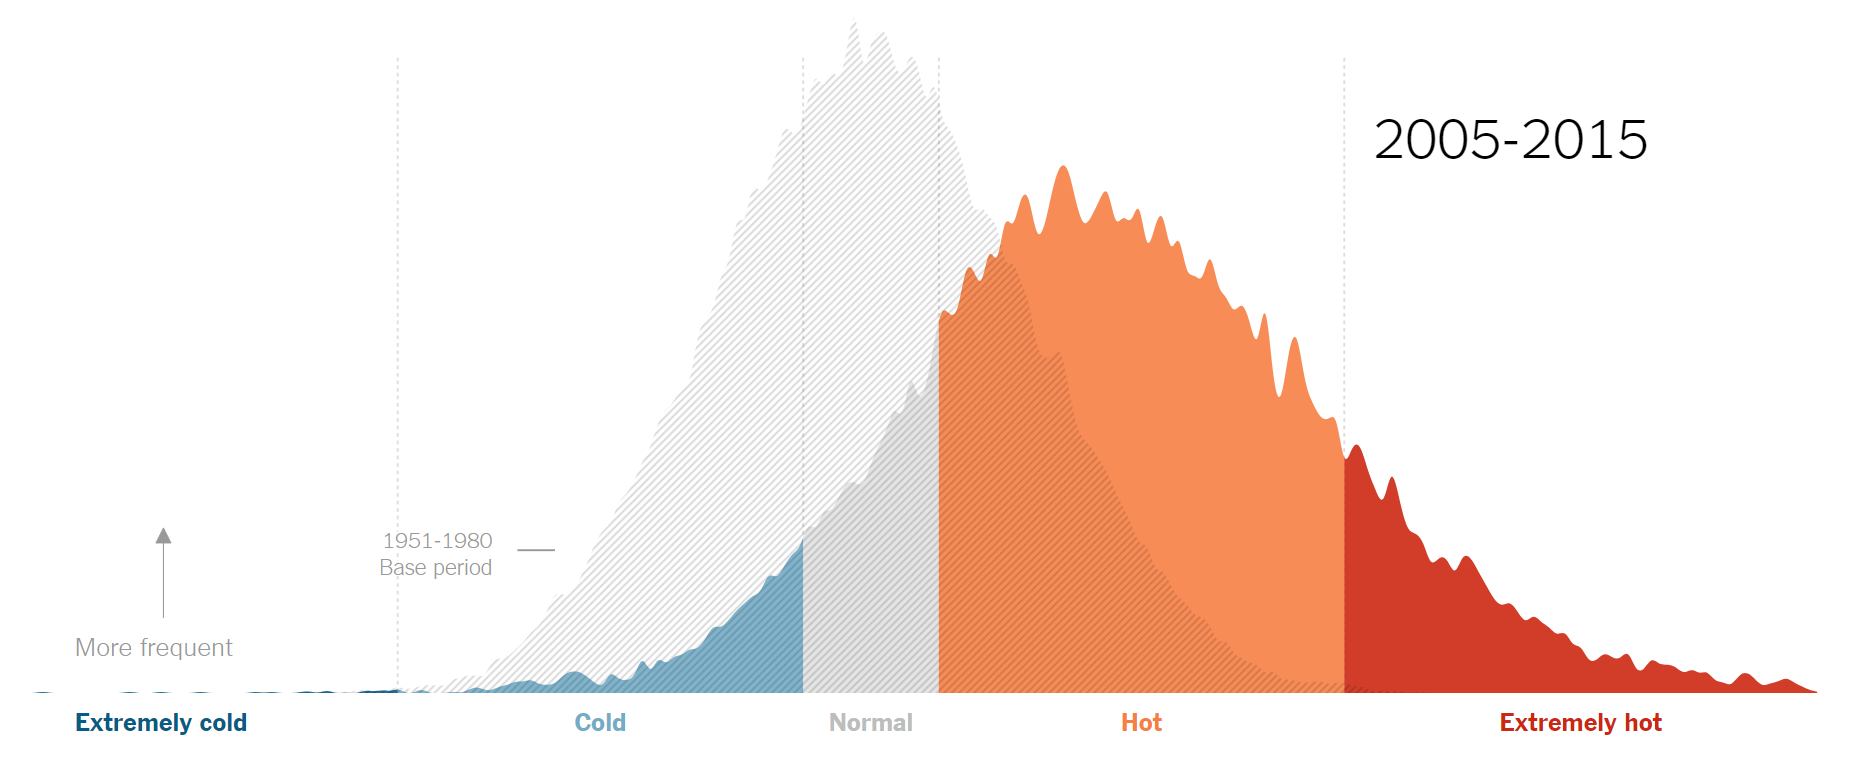 2005-2015
1951-1980
Base period
More frequent
Extremely cold
Cold
Normal
Hot
Extremely hot